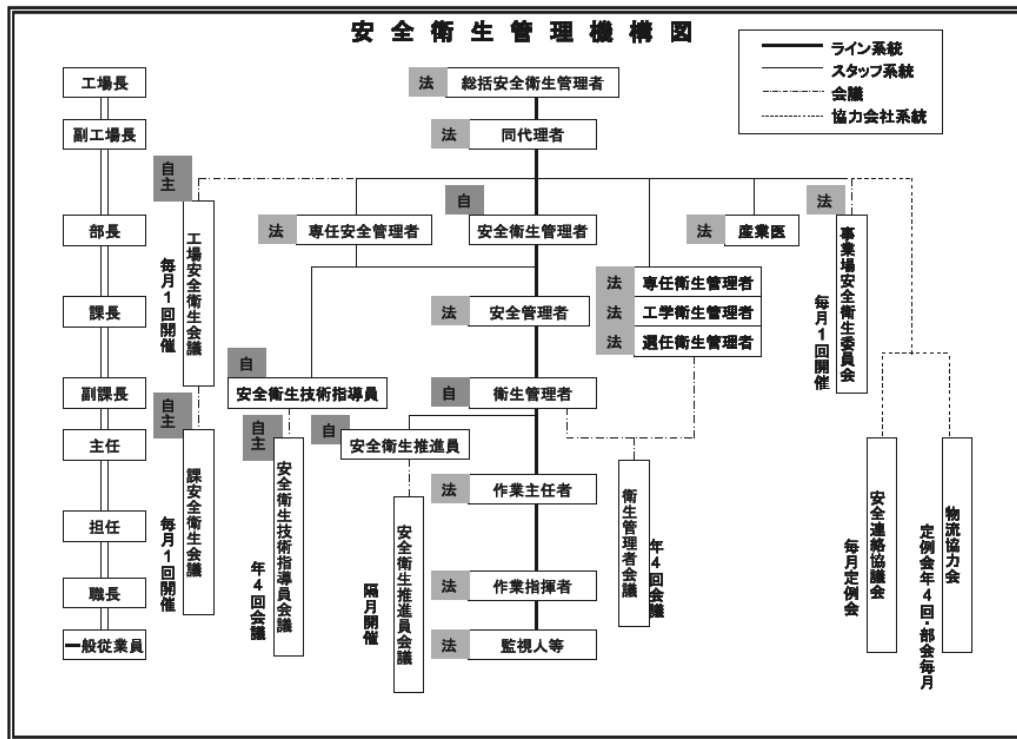 安全衛生管理機構図
ライン系統
スタッフ系統
会議
協力会社系統
工場長
副工場長
部長
課長
副課長
主任
担任
職長
一般従業員
法
総括安全衛生管理者
法
同代理者
自主
工場安全衛生会議
毎月1回開催
法
専任安全管理者
自
安全衛生管理者
法
産業医
法
事業場安全衛生委員会
毎月1回開催
法
専任衛生管理者
法
工学衛生管理者
法
選任衛生管理者
法
安全管理者
自
安全衛生技術指導員
自
衛生管理者
自主
課安全衛生会議
毎月1回開催
自主
安全衛生技術指導員会議
年4回会議
自
安全衛生推進員
安全衛生推進員会議
隔月開催
法
作業主任者
法
作業指揮者
法
監視人等
衛生管理者会議
年4回会議
安全連絡協議会
毎月定例会
物流協力会
定例会年4回・部会毎月